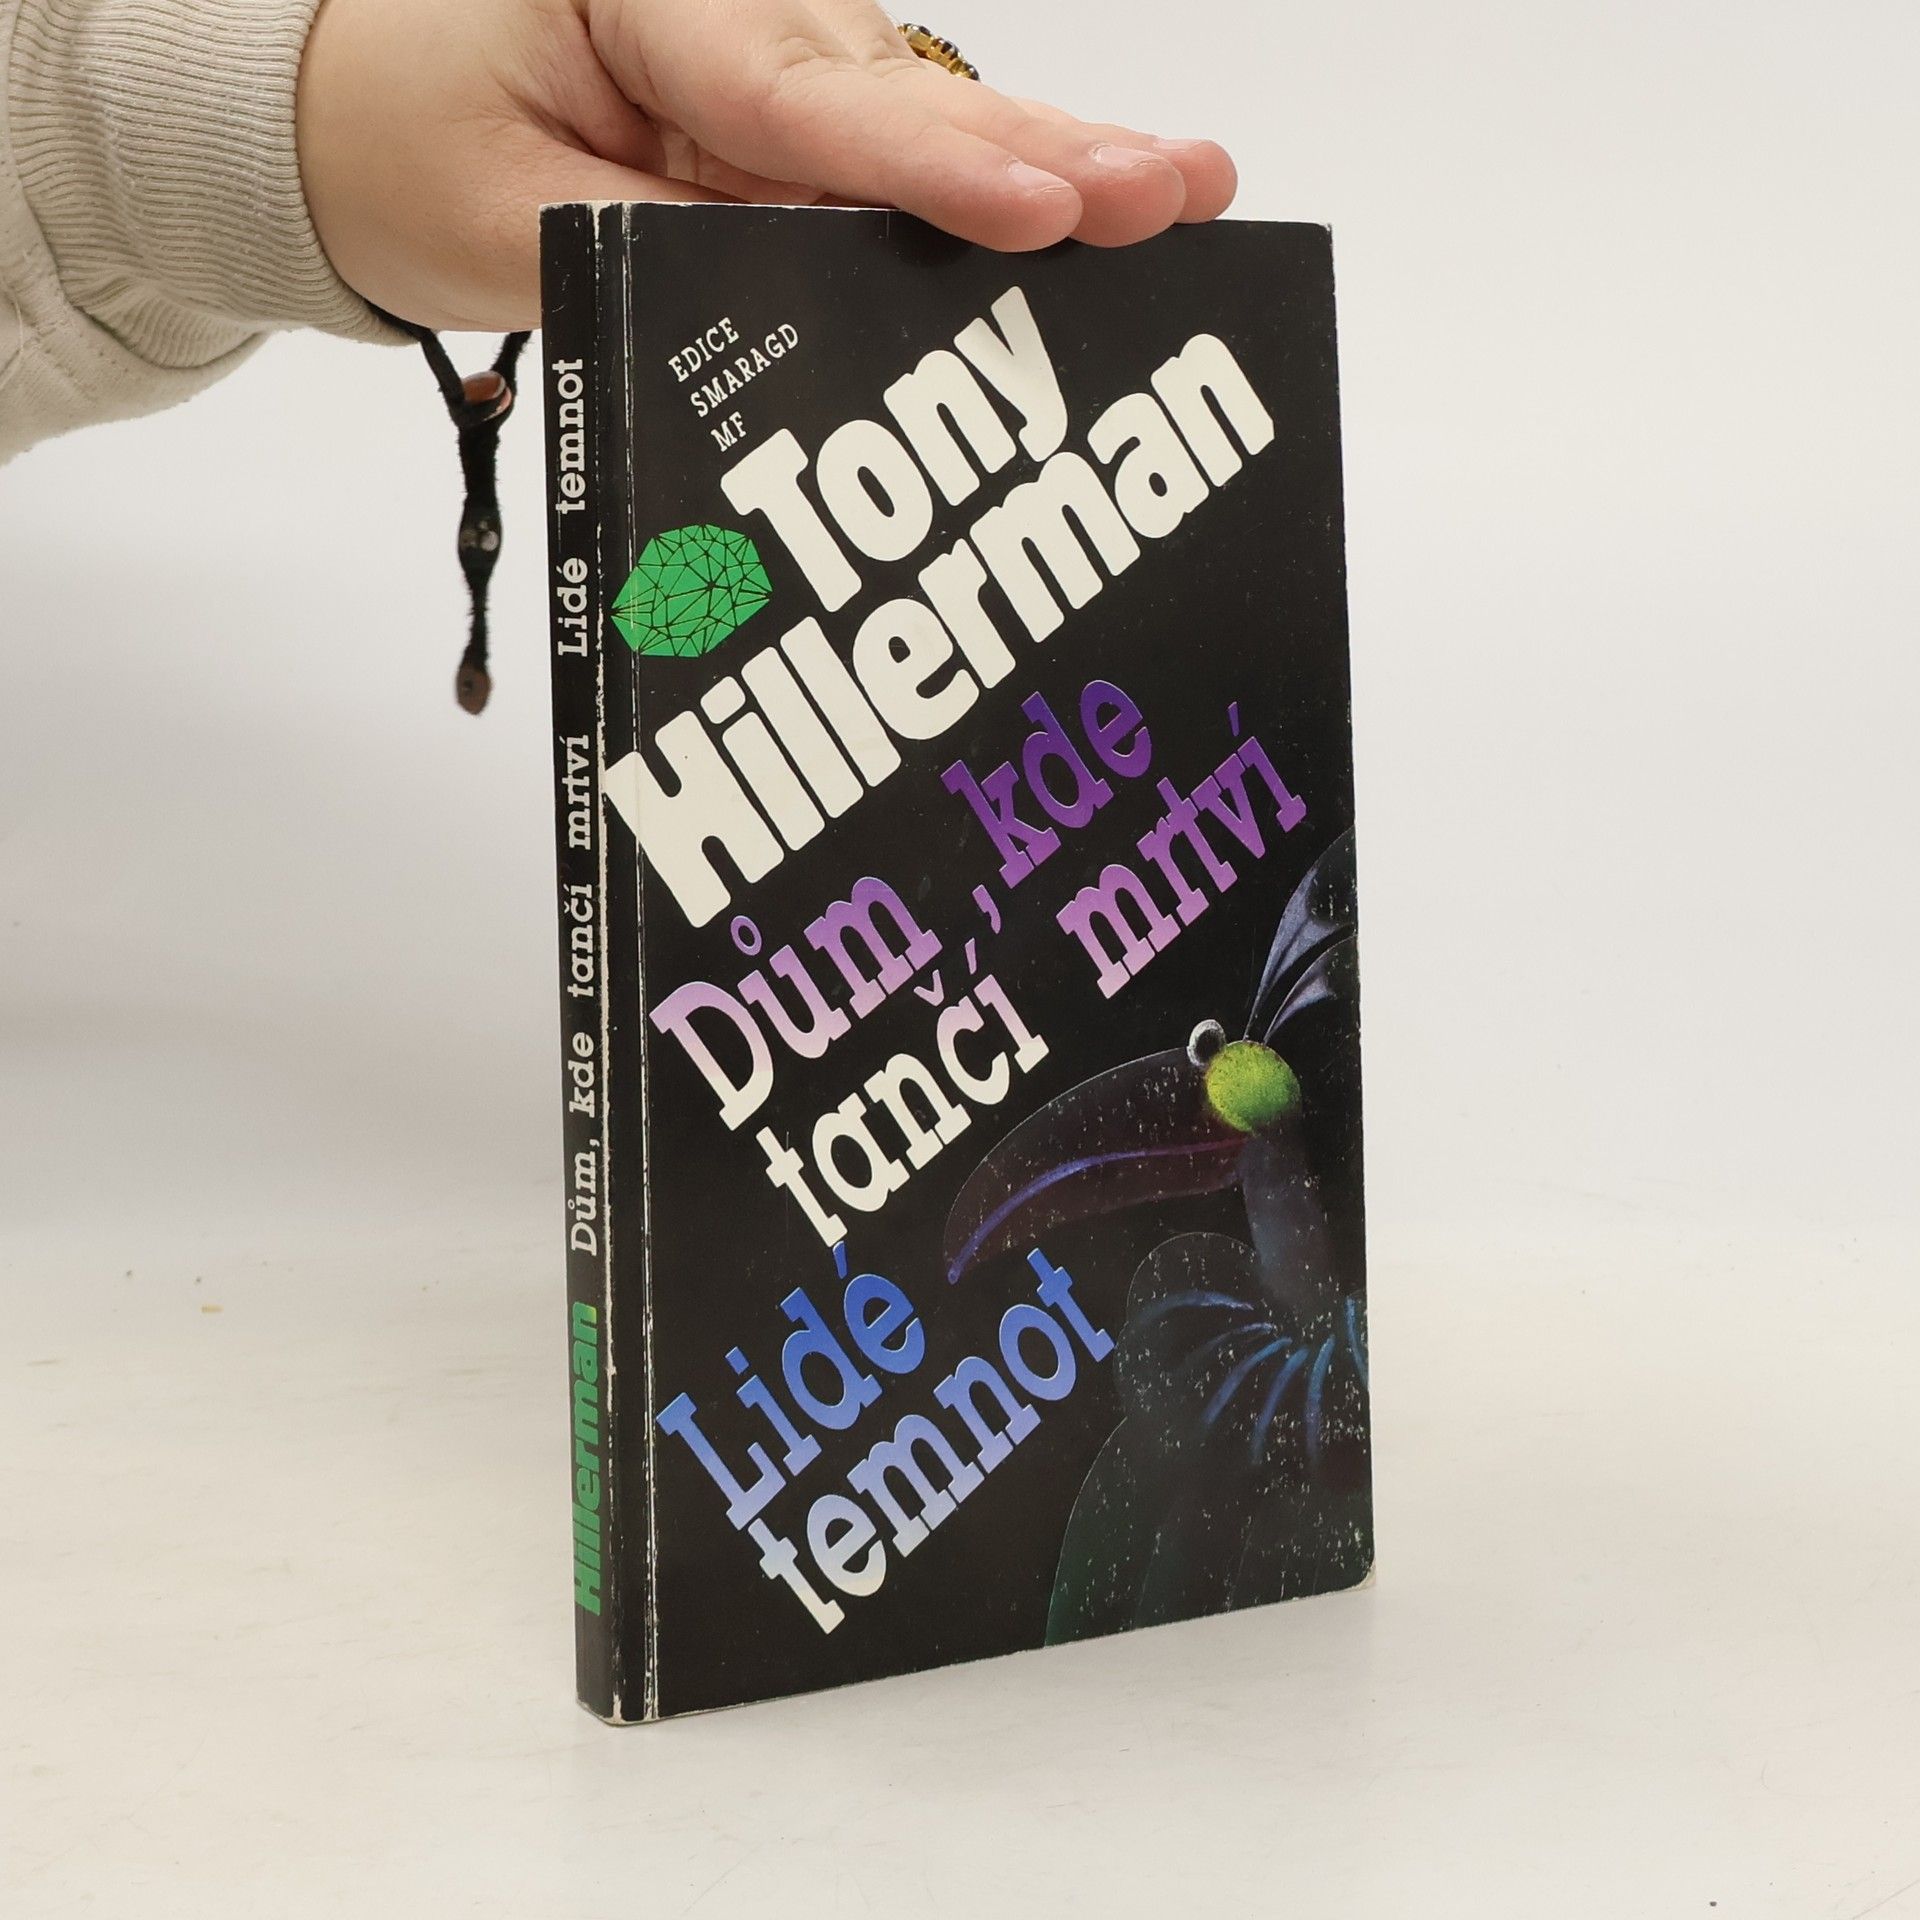 EDICE
SMARAGD
MF
Tony
Hillerman
Dům, kde
tančí mrtví
Lidé
temnot
Hillerman Dům, kde tančí mrtví Lidé temnot